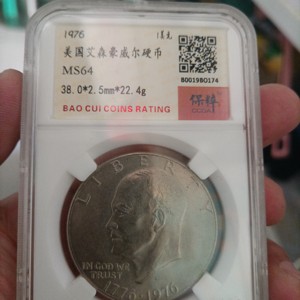 1976
美国艾森豪威尔硬币
MS64
38.0*2.5mm*22.4g
BAO CUI COINS RATING
8001980174
保粹
LIBERTY
IN GOD WE
TRUST
1776-1976